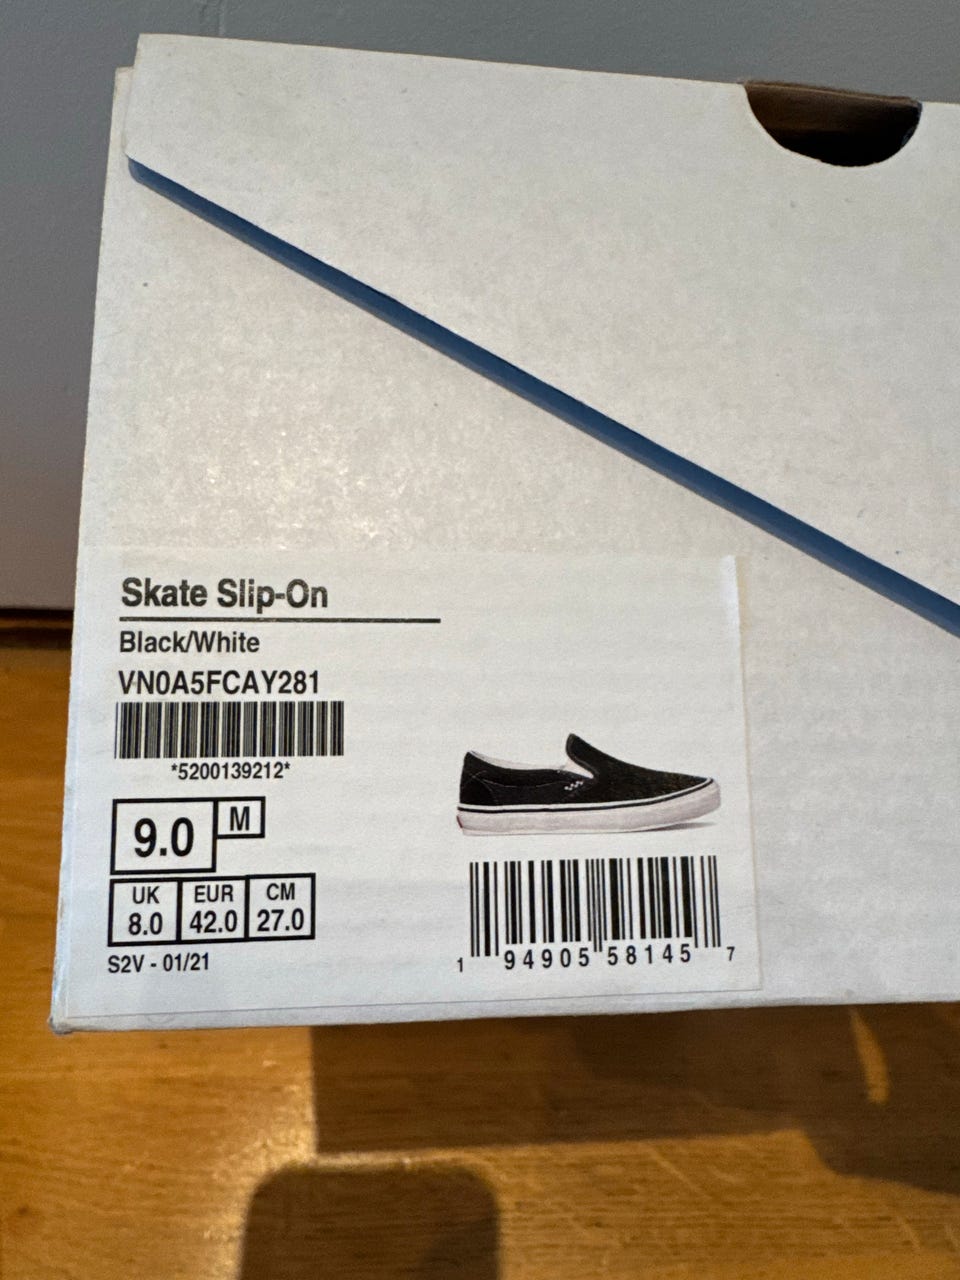 Skate Slip-On
Black/White
VN0A5FCAY281
*5200139212*
9.0 M
UK EUR CM
8.0 42.0 27.0
S2V - 01/21
1 94905 58145 7